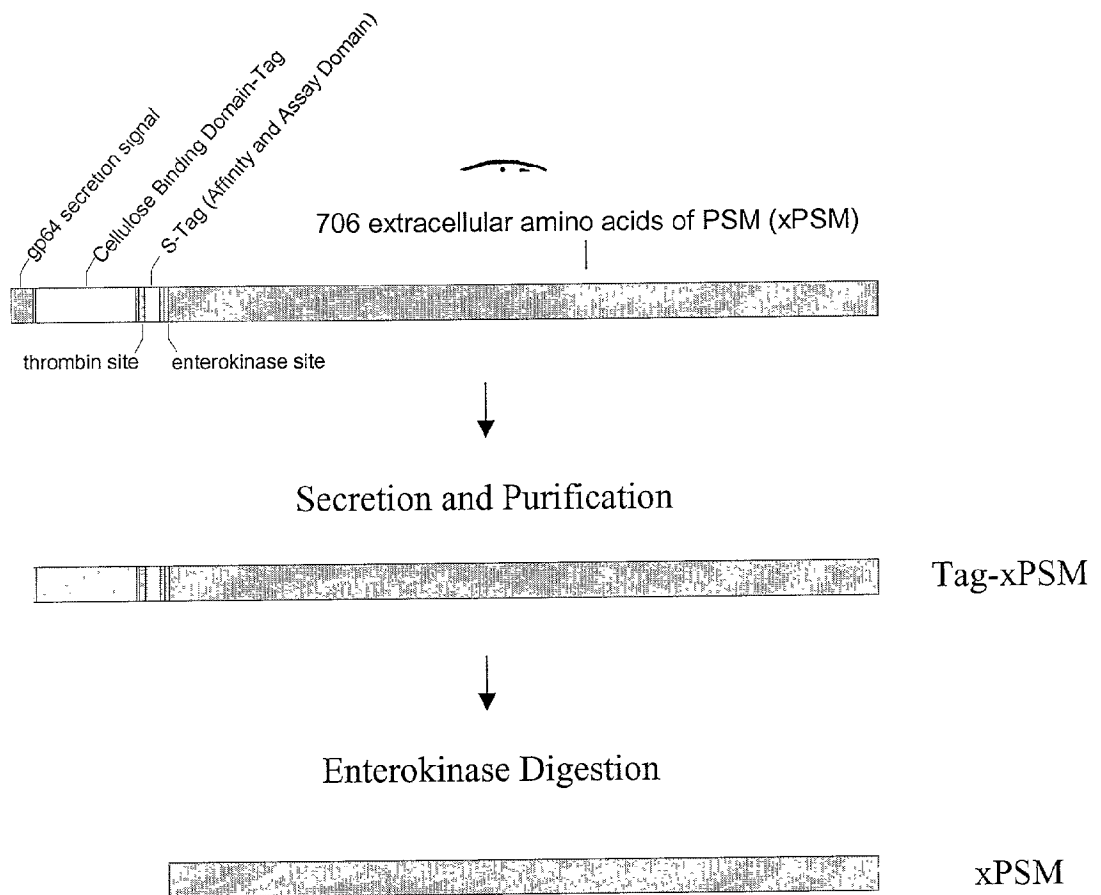 gp64 secretion signal
Cellulose Binding Domain-Tag
S-Tag (Affinity and Assay Domain)
706 extracellular amino acids of PSM (xPSM)
thrombin site
enterokinase site
Secretion and Purification
Tag-xPSM
Enterokinase Digestion
xPSM